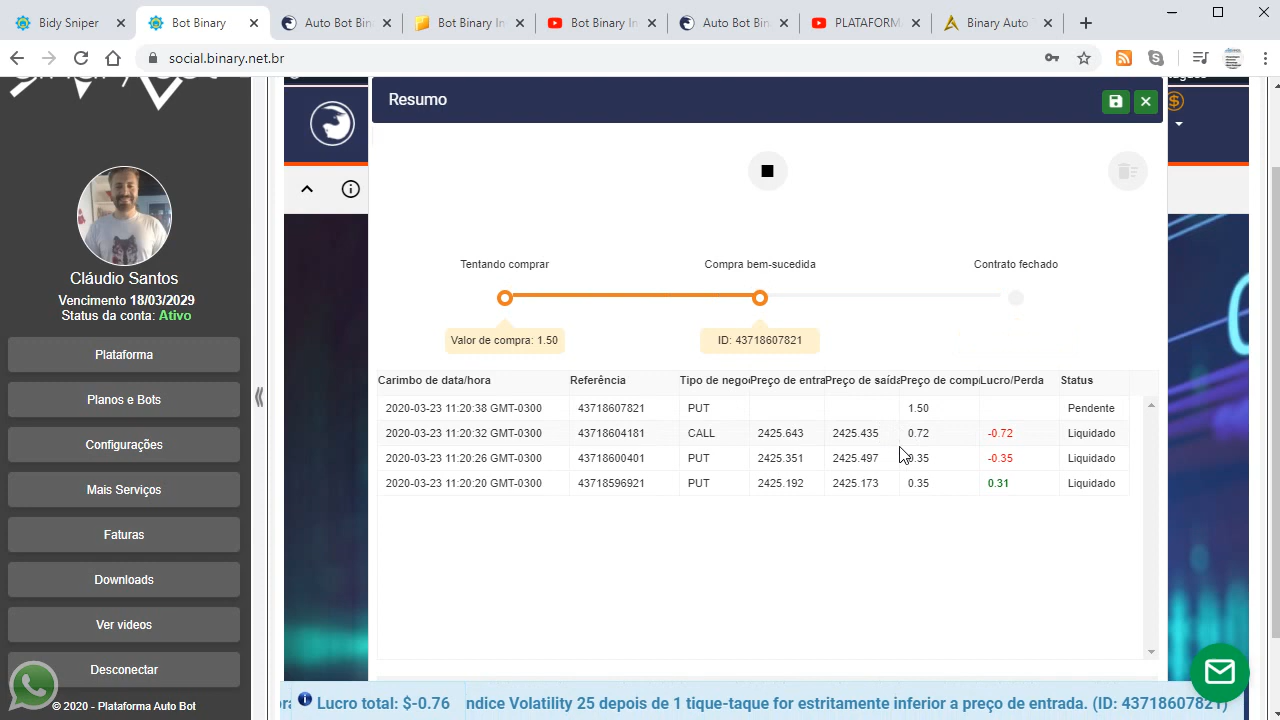 Bidy Sniper
Bot Binary
Auto Bot Bin
Bot Binary In
Bot Binary In
Auto Bot Bin
PLATAFORM
Binary Auto
social.binary.net.br
Resumo
Cláudio Santos
Vencimento 18/03/2029
Status da conta: Ativo
Plataforma
Planos e Bots
Configurações
Mais Serviços
Faturas
Downloads
Ver videos
Desconectar
© 2020 - Plataforma Auto Bot
Tentando comprar Compra bem-sucedida Contrato fechado
Valor de compra: 1.50 ID: 43718607821
Carimbo de data/hora Referência Tipo de nego Preço de entra Preço de saída Preço de comp Lucro/Perda Status
2020-03-23 11:20:38 GMT-0300 43718607821 PUT 1.50 Pendente
2020-03-23 11:20:32 GMT-0300 43718604181 CALL 2425.643 2425.435 0.72 -0.72 Liquidado
2020-03-23 11:20:26 GMT-0300 43718600401 PUT 2425.351 2425.497 0.35 -0.35 Liquidado
2020-03-23 11:20:20 GMT-0300 43718596921 PUT 2425.192 2425.173 0.35 0.31 Liquidado
Lucro total: $-0.76 ndice Volatility 25 depois de 1 tique-taque for estritamente inferior a preço de entrada. (ID: 43718607821)